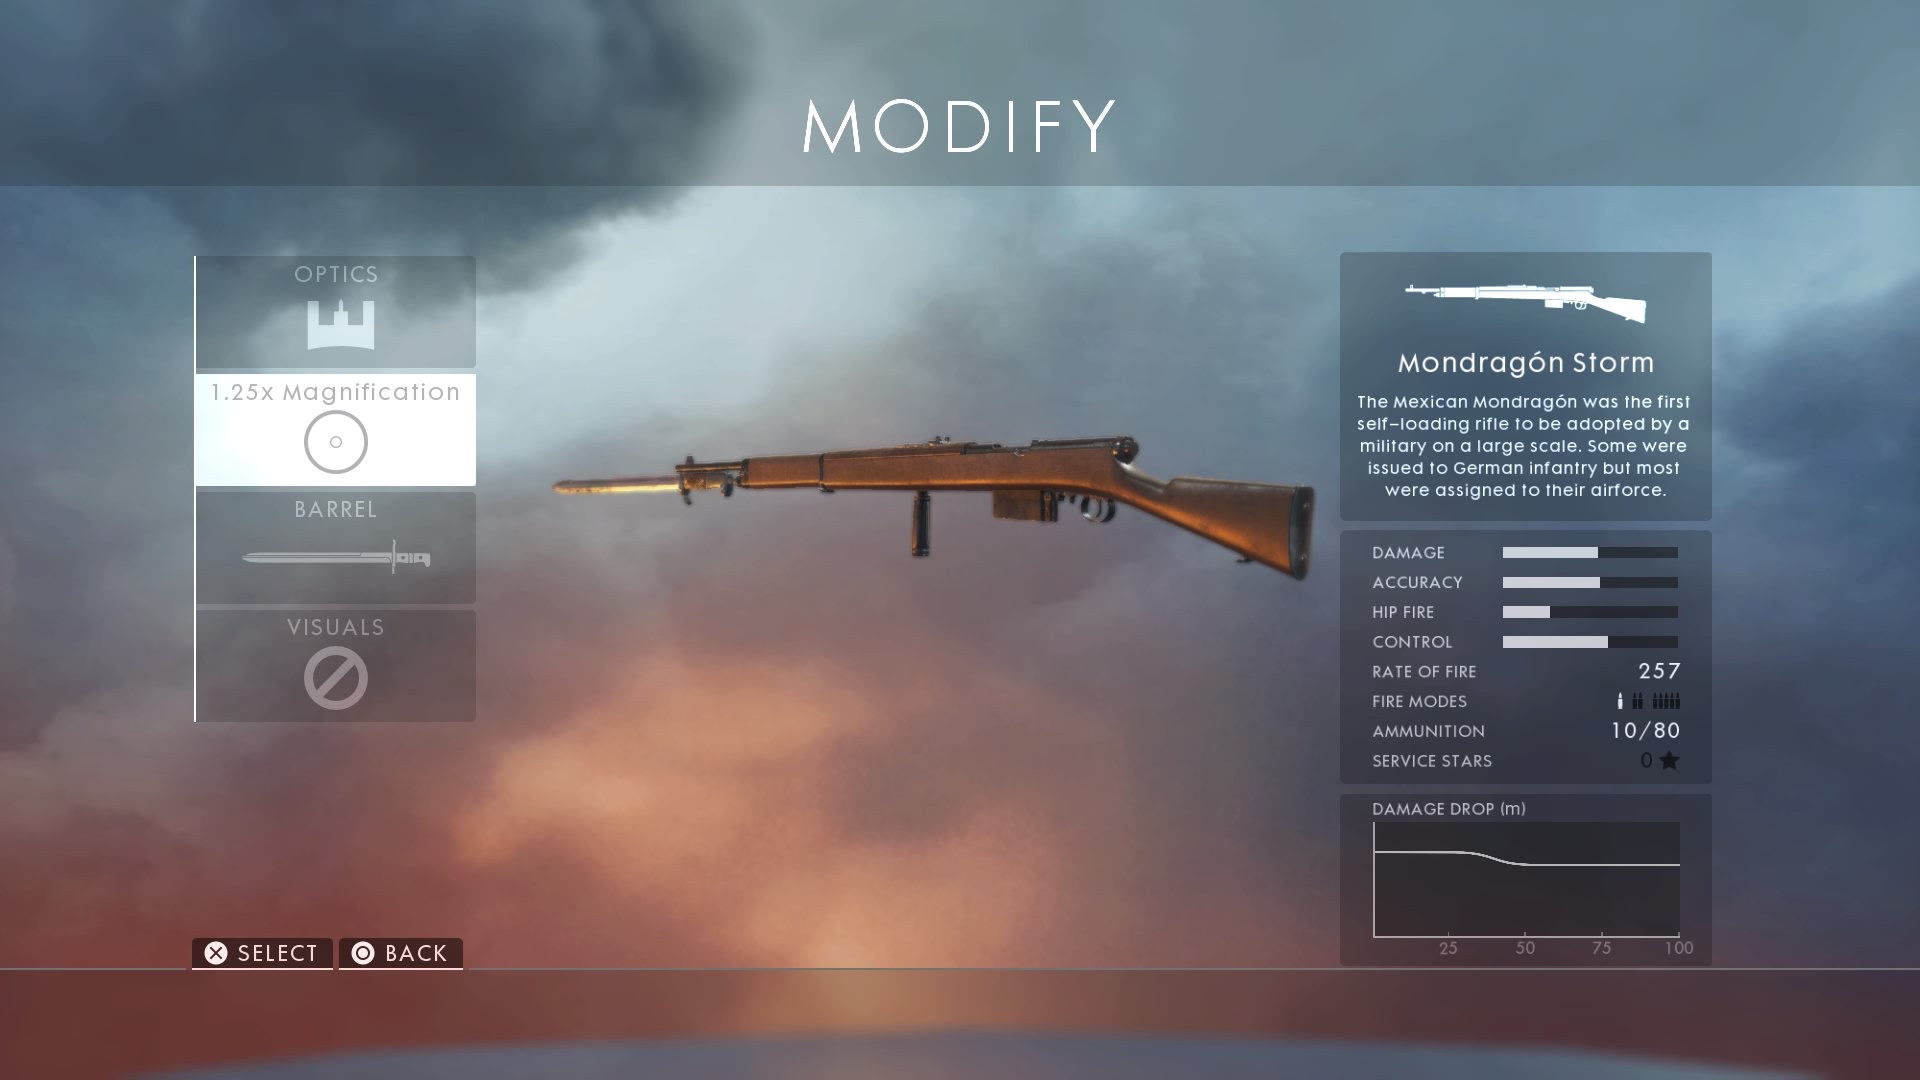 MODIFY
OPTICS
1.25x Magnification
BARREL
VISUALS
Mondragón Storm
The Mexican Mondragón was the first
self-loading rifle to be adopted by a
military on a large scale. Some were
issued to German infantry but most
were assigned to their airforce.
DAMAGE
ACCURACY
HIP FIRE
CONTROL
RATE OF FIRE 257
FIRE MODES
AMMUNITION 10/80
SERVICE STARS 0
DAMAGE DROP (m)
25 50 75 100
SELECT BACK